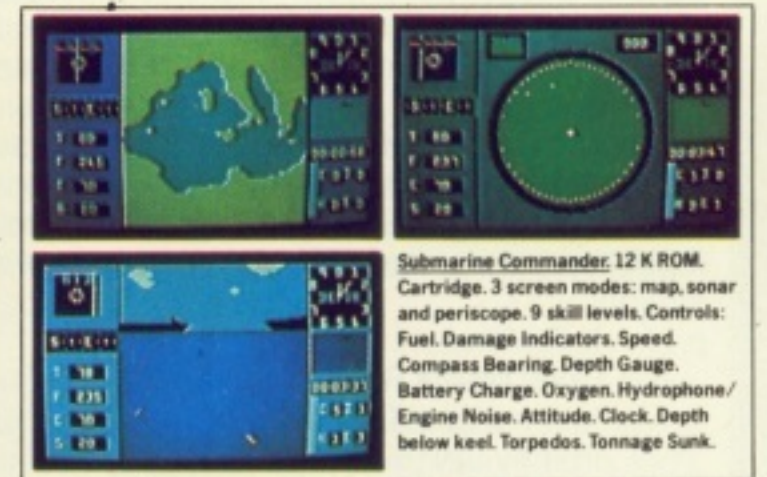 Submarine Commander. 12 K ROM.
Cartridge. 3 screen modes: map, sonar
and periscope. 9 skill levels. Controls:
Fuel. Damage Indicators. Speed.
Compass Bearing. Depth Gauge.
Battery Charge. Oxygen. Hydrophone/
Engine Noise. Attitude. Clock. Depth
below keel. Torpedos. Tonnage Sunk.